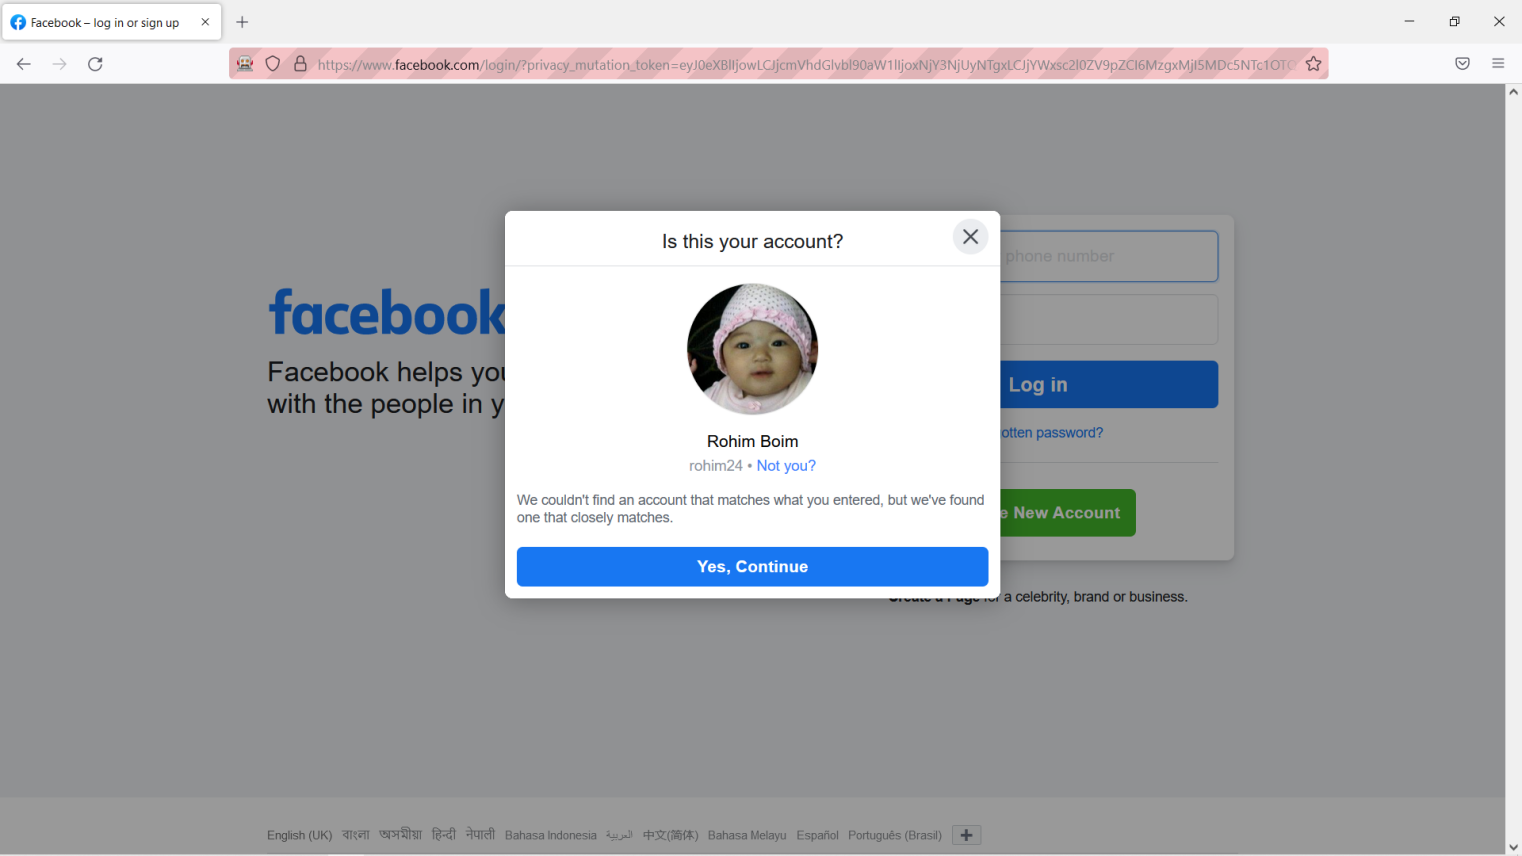 Facebook – log in or sign up
https://www.facebook.com/login/?privacy_mutation_token=
Is this your account?
phone number
facebook
Facebook helps you
with the people in y
Log in
otten password?
Rohim Boim
rohim24 • Not you?
We couldn't find an account that matches what you entered, but we've found
one that closely matches.
e New Account
Yes, Continue
a celebrity, brand or business.
English (UK) বাংলা অসমীয়া हिन्दी नेपाली Bahasa Indonesia العربية 中文(简体) Bahasa Melayu Español Português (Brasil)